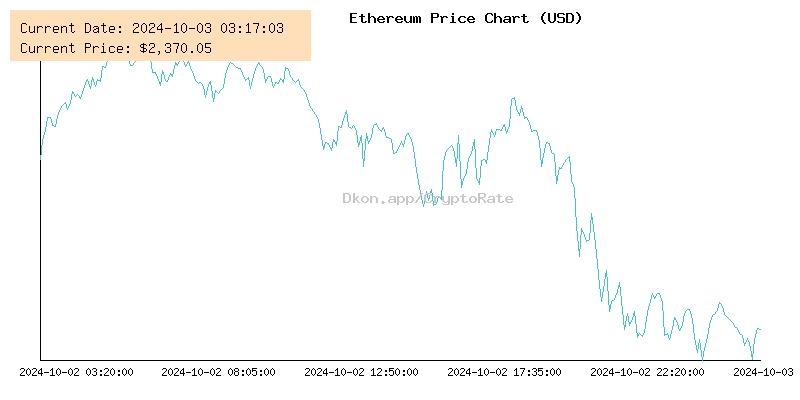 Ethereum Price Chart (USD)
Current Date: 2024-10-03 03:17:03
Current Price: $2,370.05
Dkon.app/CryptoRate
2024-10-02 03:20:00 2024-10-02 08:05:00 2024-10-02 12:50:00 2024-10-02 17:35:00 2024-10-02 22:20:00 2024-10-03